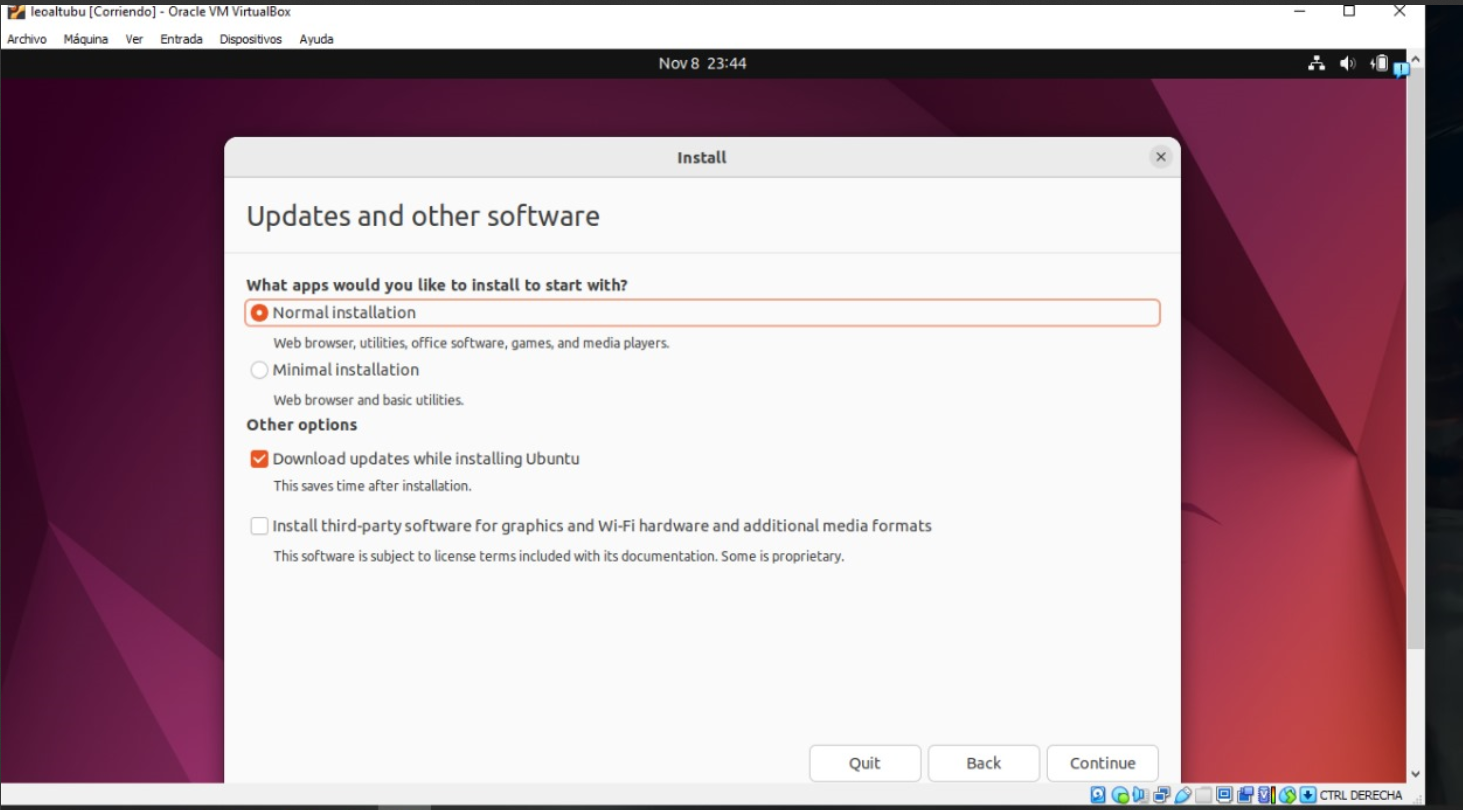 leoaltubu [Corriendo] - Oracle VM VirtualBox
Archivo Máquina Ver Entrada Dispositivos Ayuda
Nov 8 23:44
Install
Updates and other software
What apps would you like to install to start with?
Normal installation
Web browser, utilities, office software, games, and media players.
Minimal installation
Web browser and basic utilities.
Other options
Download updates while installing Ubuntu
This saves time after installation.
Install third-party software for graphics and Wi-Fi hardware and additional media formats
This software is subject to license terms included with its documentation. Some is proprietary.
Quit Back Continue
CTRL DERECHA